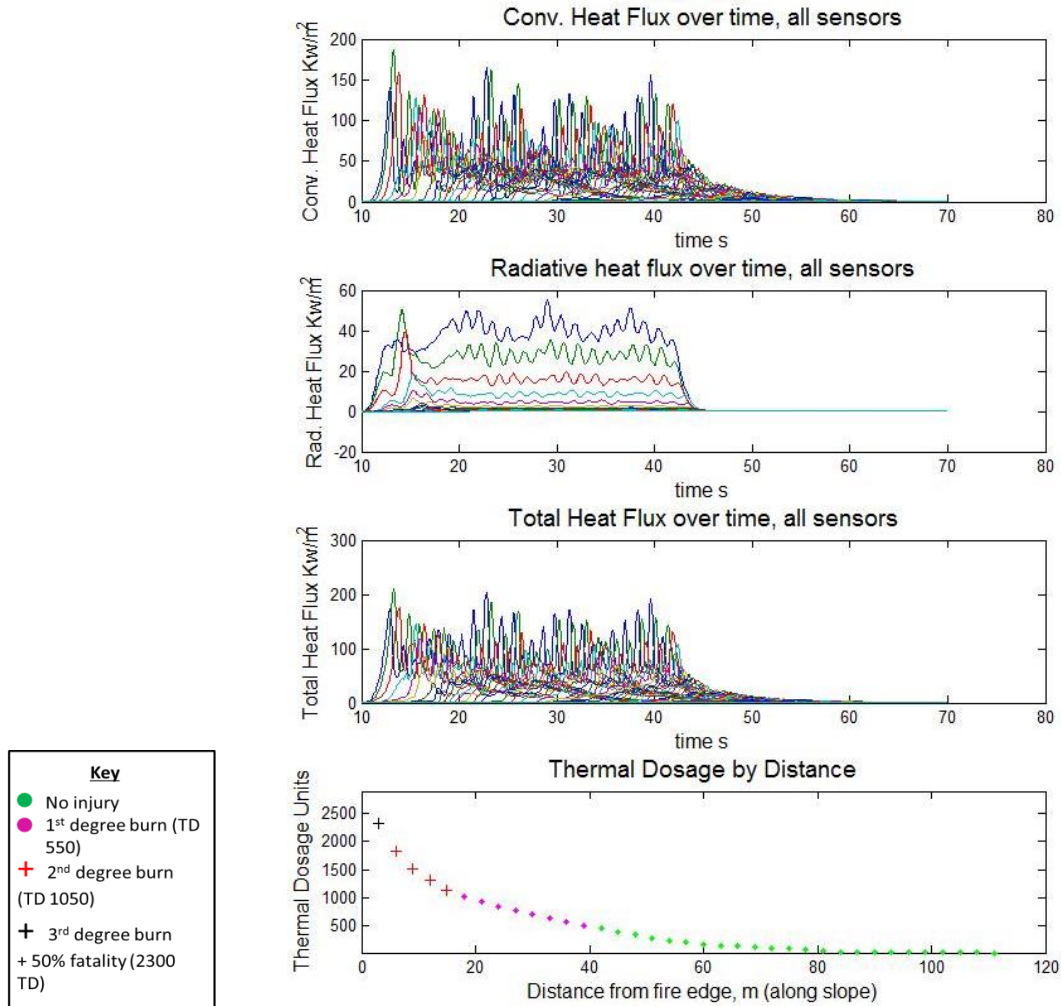 Conv. Heat Flux over time, all sensors
Conv. Heat Flux Kw/m²
200
150
100
50
0
10 20 30 40 50 60 70 80
time s
Radiative heat flux over time, all sensors
Rad. Heat Flux Kw/m²
60
40
20
0
-20
10 20 30 40 50 60 70 80
time s
Total Heat Flux over time, all sensors
Total Heat Flux Kw/m²
300
200
100
0
10 20 30 40 50 60 70 80
time s
Thermal Dosage by Distance
Thermal Dosage Units
2500
2000
1500
1000
500
0 20 40 60 80 100 120
Distance from fire edge, m (along slope)
Key
No injury
1st degree burn (TD
550)
2nd degree burn
(TD 1050)
3rd degree burn
+ 50% fatality (2300
TD)